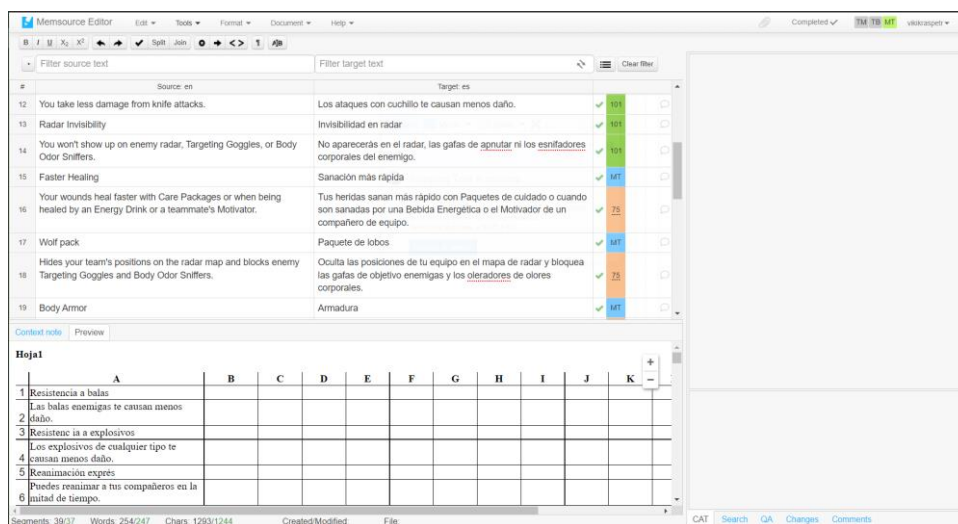 Memsource Editor Edit Tools Format Document Help Completed ✓ TM TB MT vikikraspetr
B I U X₂ X² Split Join < > ¶
Filter source text Filter target text Clear filter
# Source: en Target: es
12 You take less damage from knife attacks. Los ataques con cuchillo te causan menos daño. 101
13 Radar Invisibility Invisibilidad en radar 101
14 You won't show up on enemy radar, Targeting Goggles, or Body
Odor Sniffers.
No aparecerás en el radar, las gafas de apnutar ni los esnifadores
corporales del enemigo.
101
15 Faster Healing Sanación más rápida MT
16 Your wounds heal faster with Care Packages or when being
healed by an Energy Drink or a teammate's Motivator.
Tus heridas sanan más rápido con Paquetes de cuidado o cuando
son sanadas por una Bebida Energética o el Motivador de un
compañero de equipo.
75
17 Wolf pack Paquete de lobos MT
18 Hides your team's positions on the radar map and blocks enemy
Targeting Goggles and Body Odor Sniffers.
Oculta las posiciones de tu equipo en el mapa de radar y bloquea
las gafas de objetivo enemigas y los oleradores de olores
corporales.
75
19 Body Armor Armadura MT
Context note Preview
Hoja1
A B C D E F G H I J K
1 Resistencia a balas
2 Las balas enemigas te causan menos
daño.
3 Resistenc ia a explosivos
4 Los explosivos de cualquier tipo te
causan menos daño.
5 Reanimación exprés
6 Puedes reanimar a tus compañeros en la
mitad de tiempo.
+
−
Segments: 39/37 Words: 254/247 Chars: 1293/1244 Created/Modified: File:
CAT Search QA Changes Comments